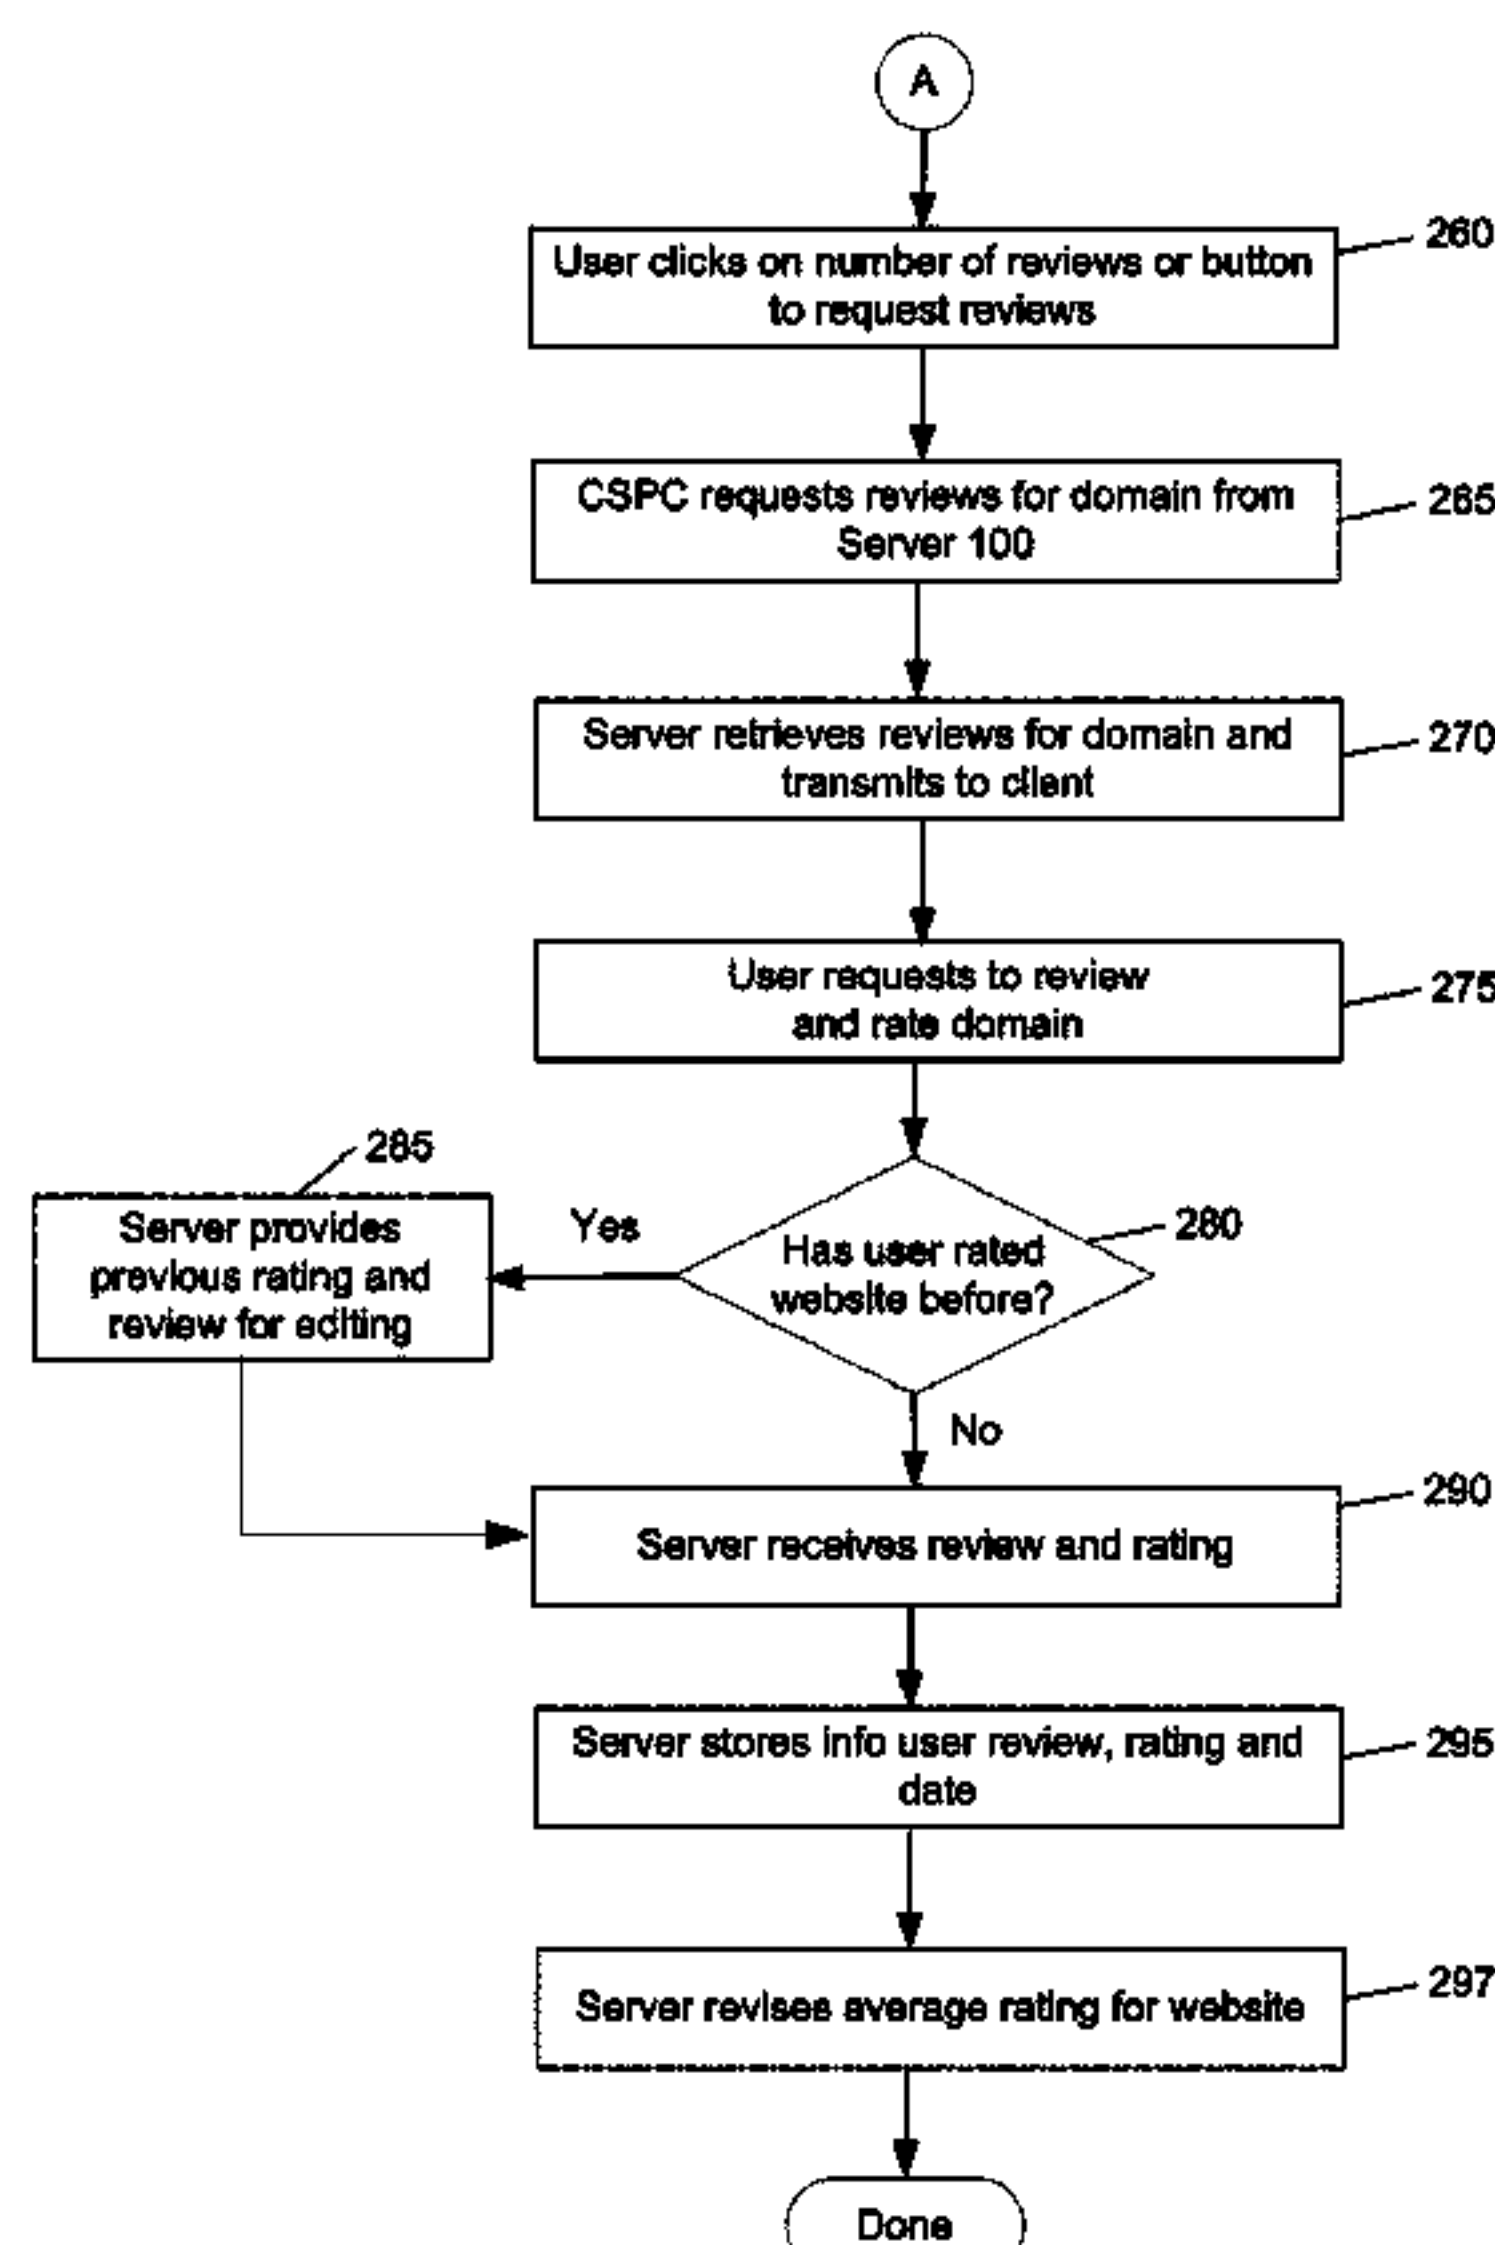 A
User clicks on number of reviews or button
to request reviews
260
CSPC requests reviews for domain from
Server 100
265
Server retrieves reviews for domain and
transmits to client
270
User requests to review
and rate domain
275
285
Server provides
previous rating and
review for editing
Yes
Has user rated
website before?
280
No
Server receives review and rating
290
Server stores info user review, rating and
date
295
Server revises average rating for website
297
Done